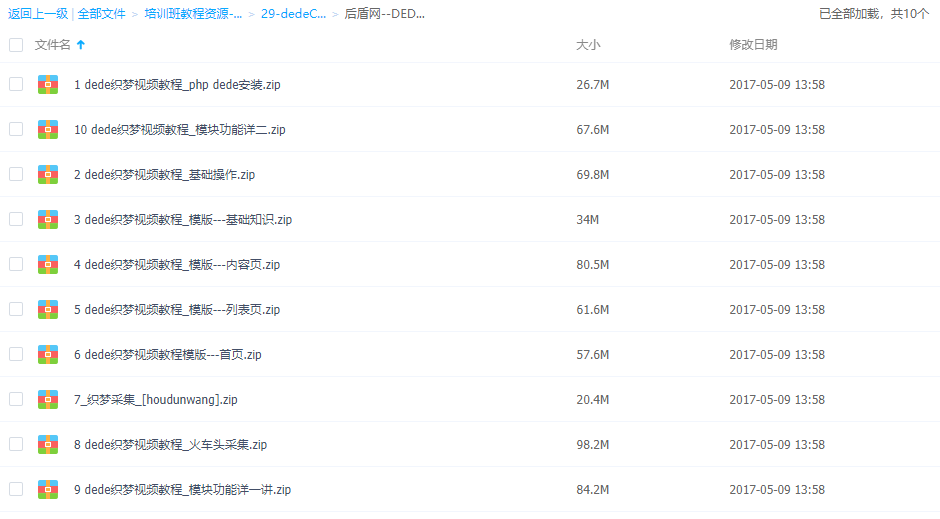 返回上一级 | 全部文件 > 培训班教程资源-... > 29-dedeC... > 后盾网--DED... 已全部加载，共10个
文件名 大小 修改日期
1 dede织梦视频教程_php dede安装.zip 26.7M 2017-05-09 13:58
10 dede织梦视频教程_模块功能详二.zip 67.6M 2017-05-09 13:58
2 dede织梦视频教程_基础操作.zip 69.8M 2017-05-09 13:58
3 dede织梦视频教程_模版---基础知识.zip 34M 2017-05-09 13:58
4 dede织梦视频教程_模版---内容页.zip 80.5M 2017-05-09 13:58
5 dede织梦视频教程_模版---列表页.zip 61.6M 2017-05-09 13:58
6 dede织梦视频教程模版---首页.zip 57.6M 2017-05-09 13:58
7_织梦采集_[houdunwang].zip 20.4M 2017-05-09 13:58
8 dede织梦视频教程_火车头采集.zip 98.2M 2017-05-09 13:58
9 dede织梦视频教程_模块功能详一讲.zip 84.2M 2017-05-09 13:58